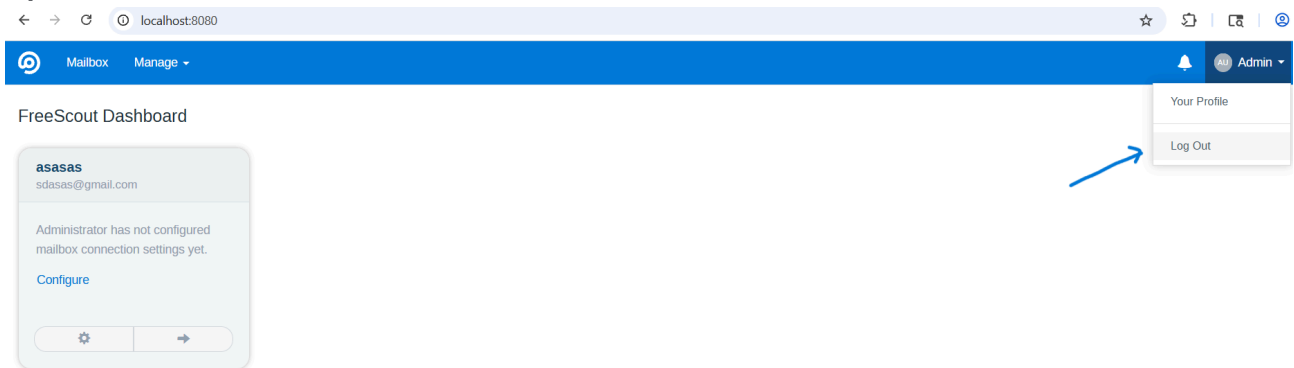 localhost:8080
Mailbox Manage AU Admin
Your Profile
Log Out
FreeScout Dashboard
asasas
sdasas@gmail.com
Administrator has not configured
mailbox connection settings yet.
Configure